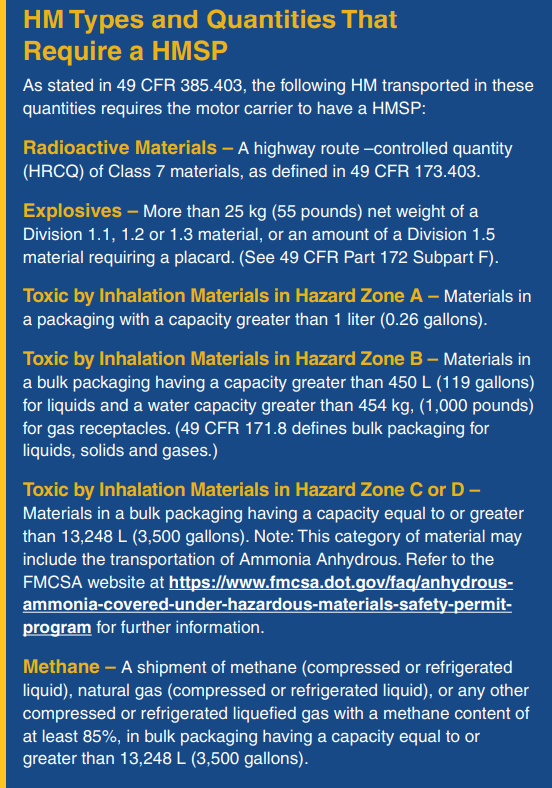 HM Types and Quantities That
Require a HMSP
As stated in 49 CFR 385.403, the following HM transported in these
quantities requires the motor carrier to have a HMSP:
Radioactive Materials – A highway route –controlled quantity
(HRCQ) of Class 7 materials, as defined in 49 CFR 173.403.
Explosives – More than 25 kg (55 pounds) net weight of a
Division 1.1, 1.2 or 1.3 material, or an amount of a Division 1.5
material requiring a placard. (See 49 CFR Part 172 Subpart F).
Toxic by Inhalation Materials in Hazard Zone A – Materials in
a packaging with a capacity greater than 1 liter (0.26 gallons).
Toxic by Inhalation Materials in Hazard Zone B – Materials in
a bulk packaging having a capacity greater than 450 L (119 gallons)
for liquids and a water capacity greater than 454 kg, (1,000 pounds)
for gas receptacles. (49 CFR 171.8 defines bulk packaging for
liquids, solids and gases.)
Toxic by Inhalation Materials in Hazard Zone C or D –
Materials in a bulk packaging having a capacity equal to or greater
than 13,248 L (3,500 gallons). Note: This category of material may
include the transportation of Ammonia Anhydrous. Refer to the
FMCSA website at https://www.fmcsa.dot.gov/faq/anhydrous-
ammonia-covered-under-hazardous-materials-safety-permit-
program for further information.
Methane – A shipment of methane (compressed or refrigerated
liquid), natural gas (compressed or refrigerated liquid), or any other
compressed or refrigerated liquefied gas with a methane content of
at least 85%, in bulk packaging having a capacity equal to or
greater than 13,248 L (3,500 gallons).